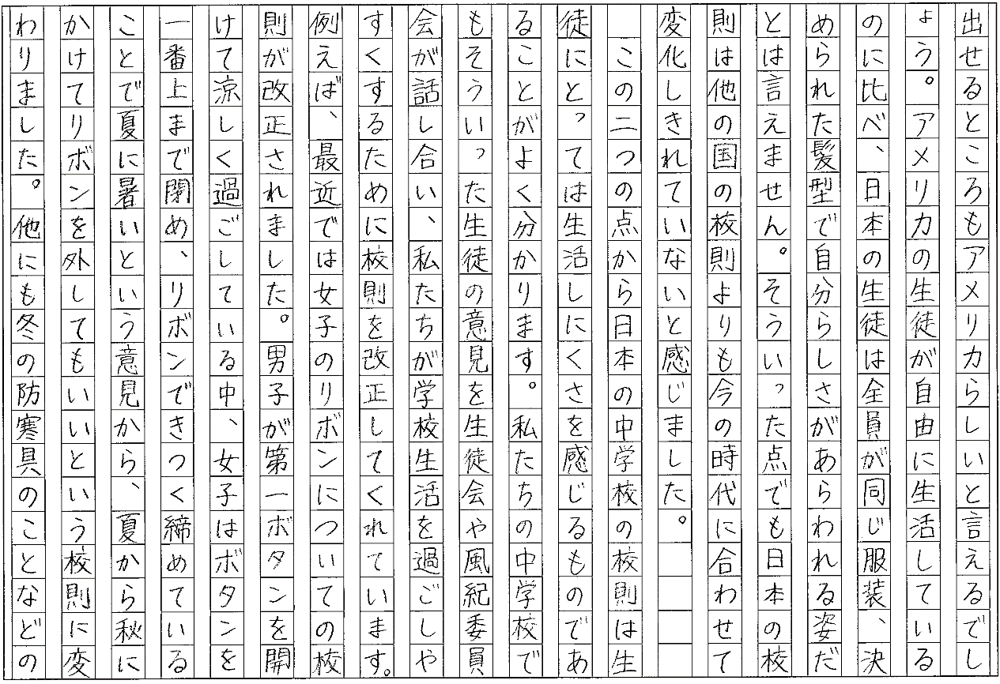 出せるところもアメリカらしいと言えるでし
ょう。アメリカの生徒が自由に生活している
のに比べ、日本の生徒は全員が同じ服装、決
められた髪型で自分らしさがあらわれる姿だ
とは言えません。そういった点でも日本の校
則は他の国の校則よりも今の時代に合わせて
変化しきれていないと感じました。
　この二つの点から日本の中学校の校則は生
徒にとっては生活しにくさを感じるものであ
ることがよく分かります。私たちの中学校で
もそういった生徒の意見を生徒会や風紀委員
会が話し合い、私たちが学校生活を過ごしや
すくするために校則を改正してくれています。
例えば、最近では女子のリボンについての校
則が改正されました。男子が第一ボタンを開
けて涼しく過ごしている中、女子はボタンを
一番上まで閉め、リボンできつく締めている
ことで夏に暑いという意見から、夏から秋に
かけてリボンを外してもいいという校則に変
わりました。他にも冬の防寒具のことなどの